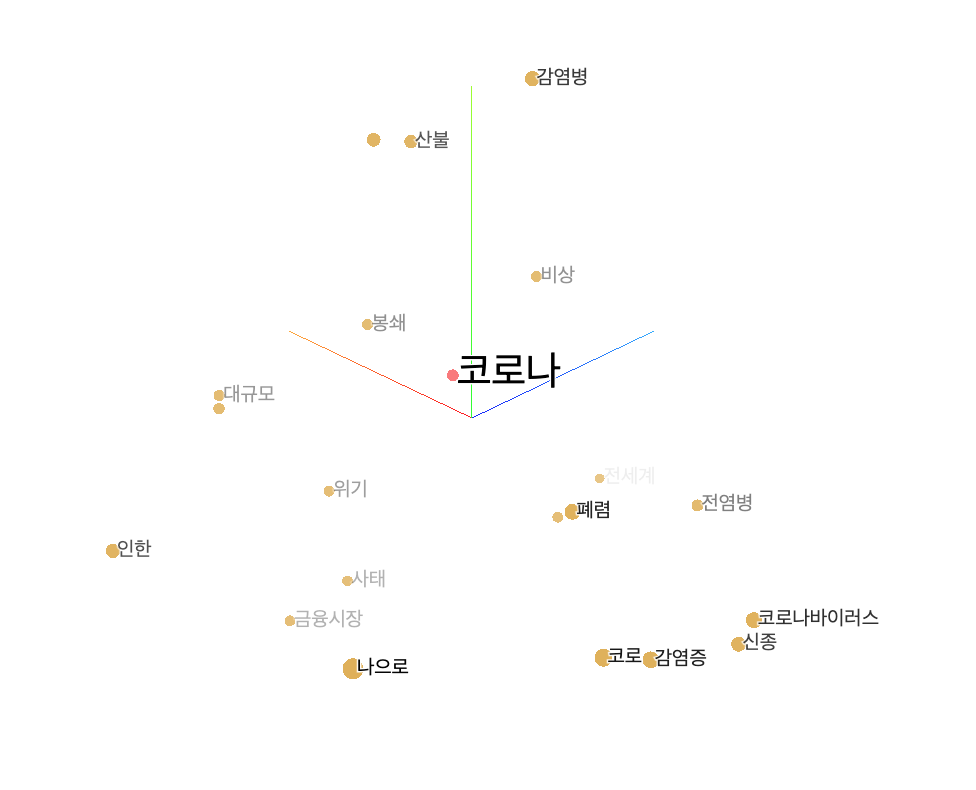 감염병
산불
비상
봉쇄
코로나
대규모
전세계
위기
전염병
폐렴
인한
사태
금융시장
코로나바이러스
신종
코로
감염증
나으로